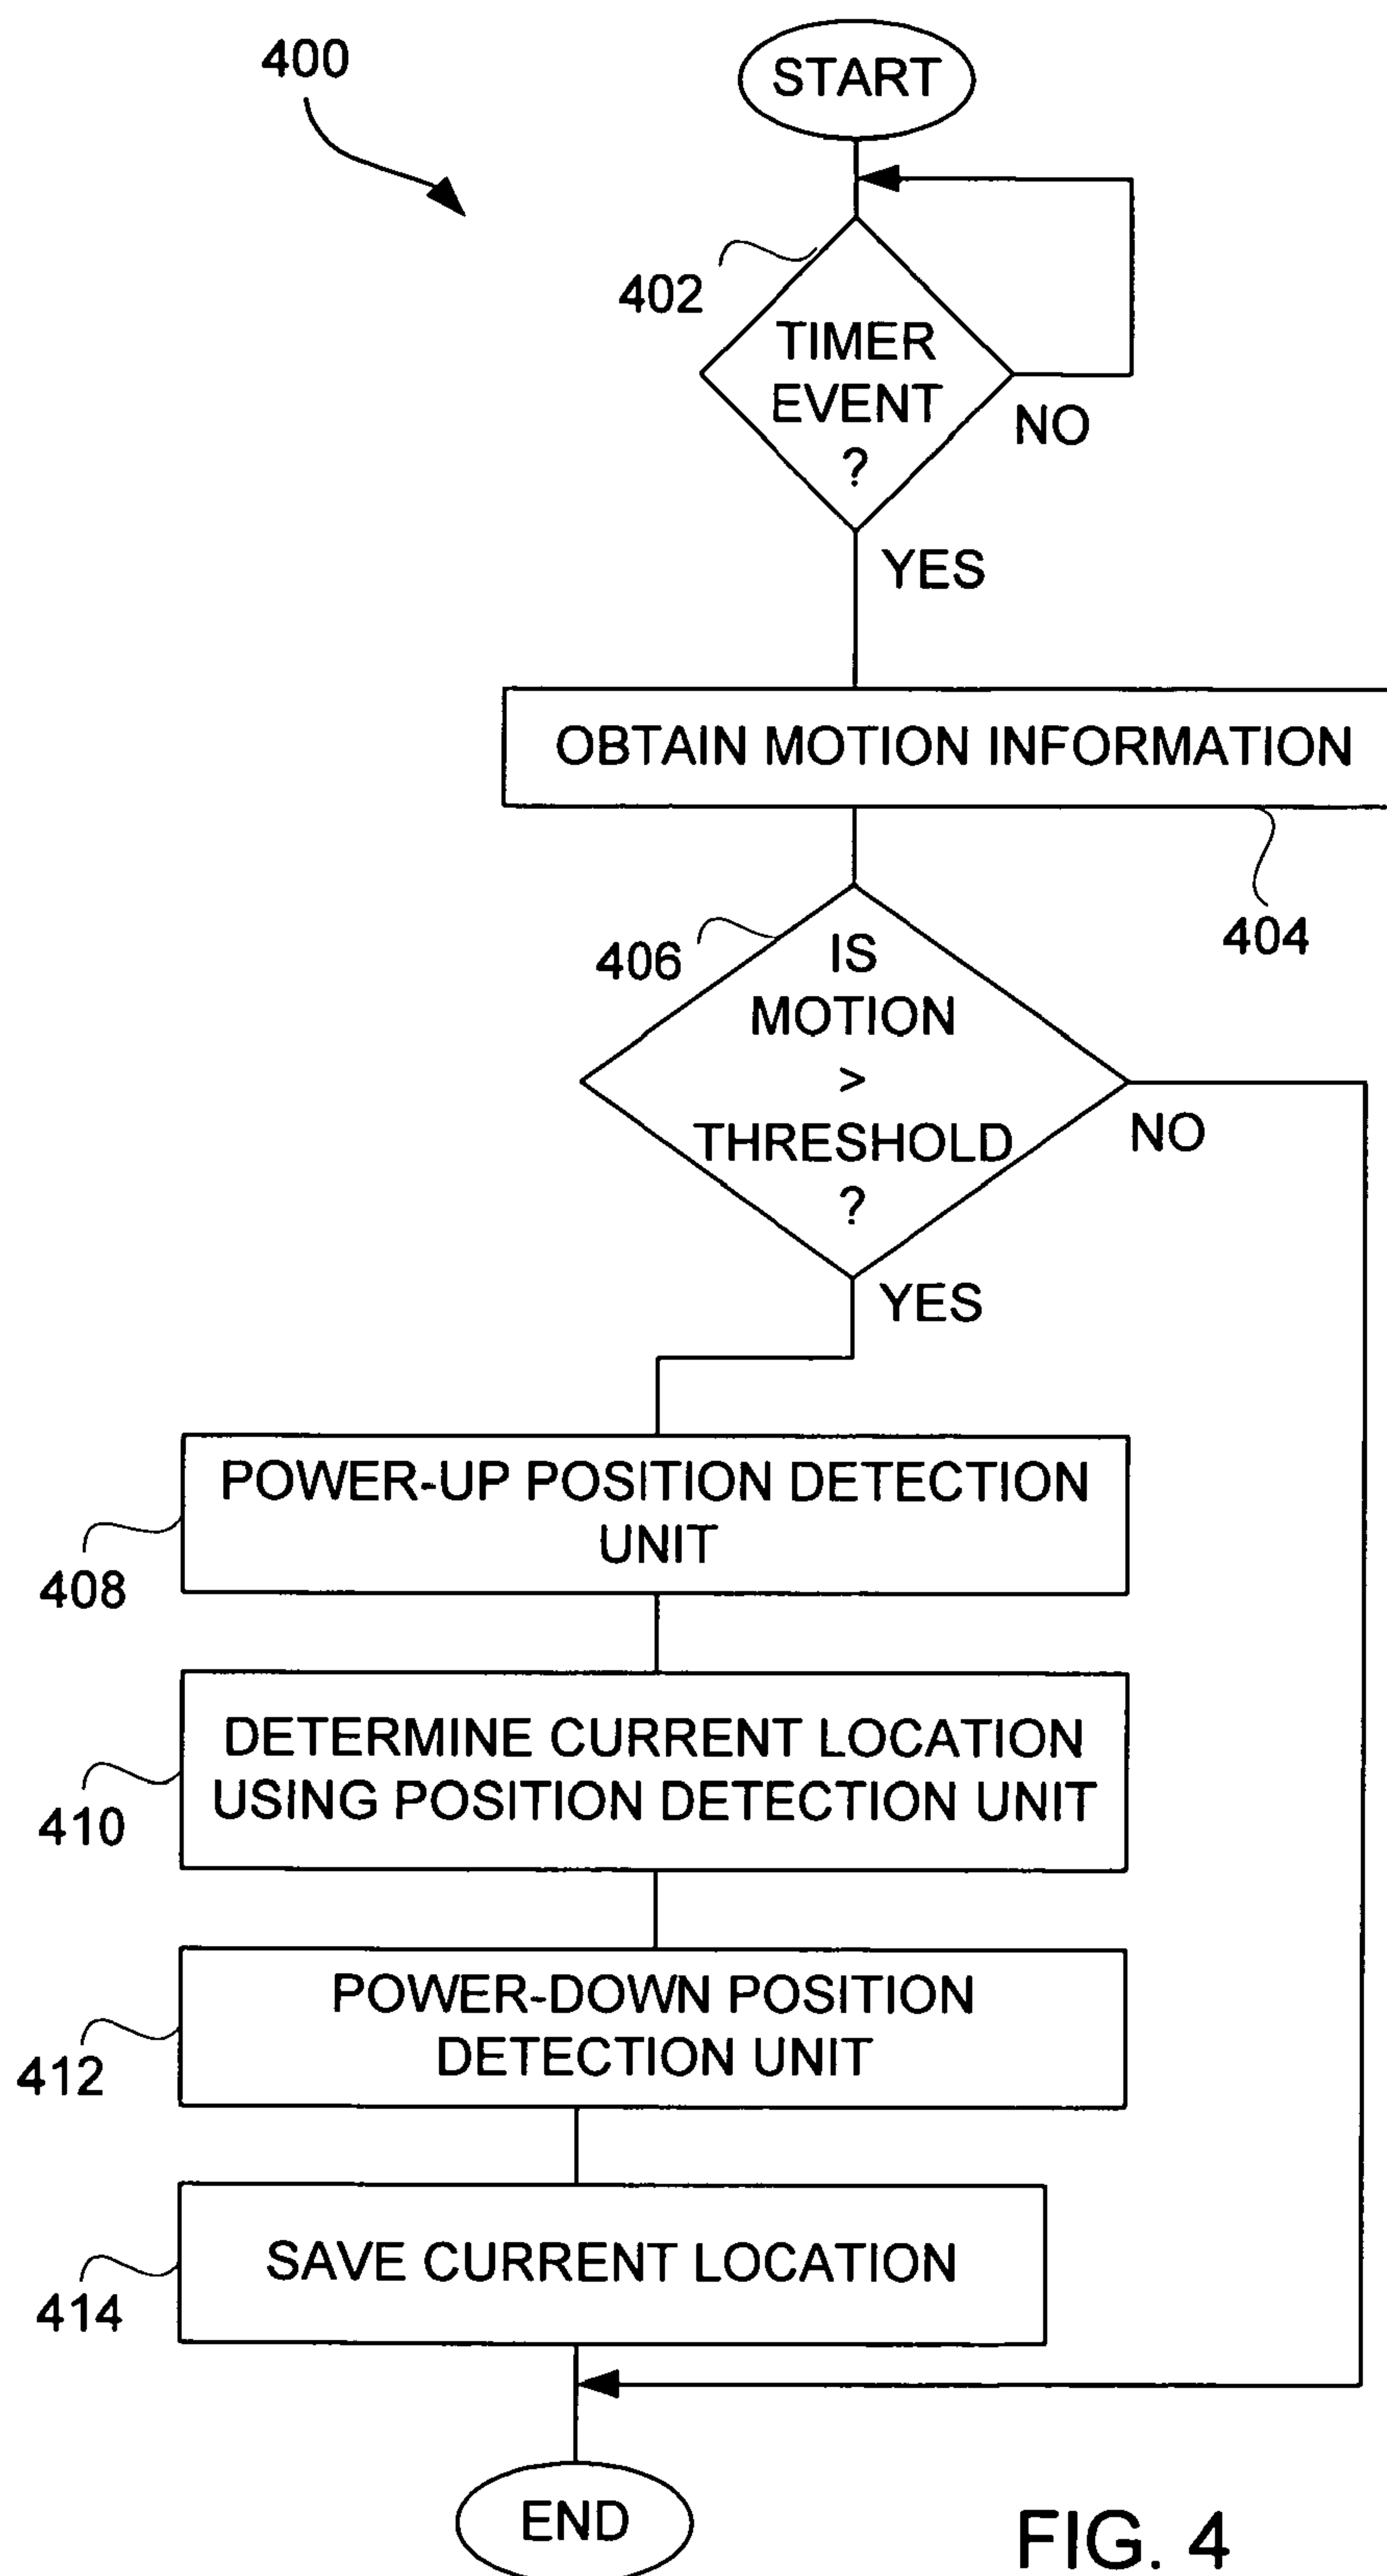 400
START
402
TIMER
EVENT
?
NO
YES
OBTAIN MOTION INFORMATION
404
406
IS
MOTION
>
THRESHOLD
?
NO
YES
POWER-UP POSITION DETECTION
UNIT
408
DETERMINE CURRENT LOCATION
USING POSITION DETECTION UNIT
410
POWER-DOWN POSITION
DETECTION UNIT
412
SAVE CURRENT LOCATION
414
END
FIG. 4